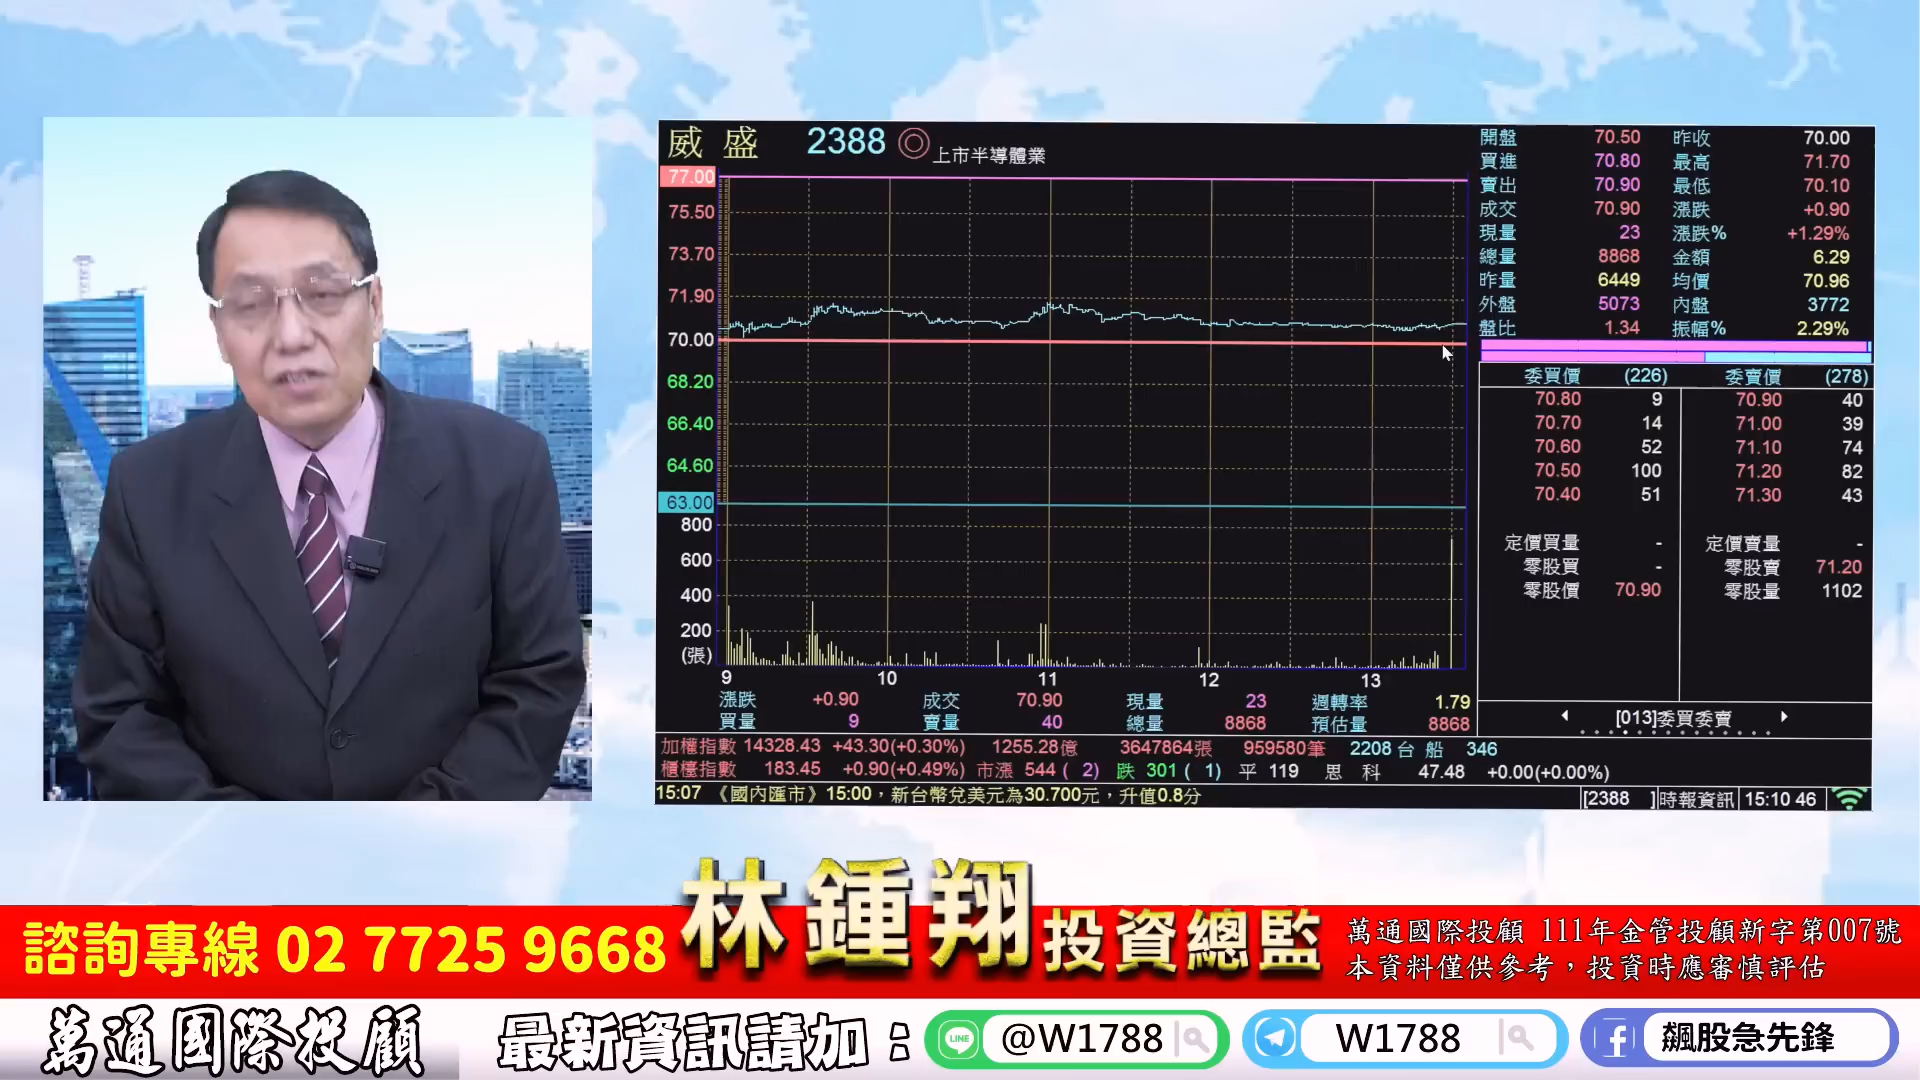 威盛 2388 ◎ 上市半導體業
77.00
75.50
73.70
71.90
70.00
68.20
66.40
64.60
63.00
800
600
400
200
(張)
9 10 11 12 13
漲跌 +0.90 成交 70.90 現量 23 週轉率 1.79
買量 9 賣量 40 總量 8868 預估量 8868
開盤 70.50 昨收 70.00
買進 70.80 最高 71.70
賣出 70.90 最低 70.10
成交 70.90 漲跌 +0.90
現量 23 漲跌% +1.29%
總量 8868 金額 6.29
昨量 6449 均價 70.96
外盤 5073 內盤 3772
盤比 1.34 振幅% 2.29%
委買價 (226) 委賣價 (278)
70.80 9 70.90 40
70.70 14 71.00 39
70.60 52 71.10 74
70.50 100 71.20 82
70.40 51 71.30 43
定價買量 - 定價賣量 -
零股買 - 零股賣 71.20
零股價 70.90 零股量 1102
[013]委買委賣
加權指數 14328.43 +43.30(+0.30%) 1255.28億 3647864張 959580筆 2208 台船 346
櫃檯指數 183.45 +0.90(+0.49%) 市漲 544 ( 2) 跌 301 ( 1) 平 119 思科 47.48 +0.00(+0.00%)
15:07 《國內匯市》15:00，新台幣兌美元為30.700元，升值0.8分
[2388 ]時報資訊 15:10 46
林鍾翔 投資總監
諮詢專線 02 7725 9668
萬通國際投顧 111年金管投顧新字第007號
本資料僅供參考，投資時應審慎評估
萬通國際投顧
最新資訊請加：
LINE @W1788
W1788
飆股急先鋒